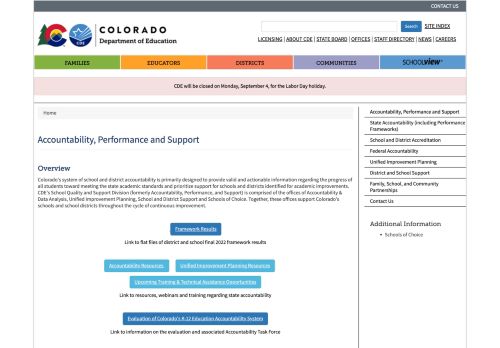 CONTACT US
COLORADO
Department of Education
CDE
Search
SITE INDEX
LICENSING | ABOUT CDE | STATE BOARD | OFFICES | STAFF DIRECTORY | NEWS | CAREERS
FAMILIES
EDUCATORS
DISTRICTS
COMMUNITIES
SCHOOLVIEW
CDE will be closed on Monday, September 4, for the Labor Day holiday.
Home
Accountability, Performance and Support
Overview
Colorado's system of school and district accountability is primarily designed to provide valid and actionable information regarding the progress of
all students toward meeting the state academic standards and prioritize support for schools and districts identified for academic improvements.
CDE's School Quality and Support Division (formerly Accountability, Performance, and Support) is comprised of the offices of Accountability &
Data Analysis, Unified Improvement Planning, School and District Support and Schools of Choice. Together, these offices support Colorado's
schools and school districts throughout the cycle of continuous improvement.
Framework Results
Link to flat files of district and school final 2022 framework results
Accountability Resources
Unified Improvement Planning Resources
Upcoming Training & Technical Assistance Opportunities
Link to resources, webinars and training regarding state accountability
Evaluation of Colorado's K-12 Education Accountability System
Link to information on the evaluation and associated Accountability Task Force
Accountability, Performance and Support
State Accountability (including Performance
Frameworks)
School and District Accreditation
Federal Accountability
Unified Improvement Planning
District and School Support
Family, School, and Community
Partnerships
Contact Us
Additional Information
Schools of Choice